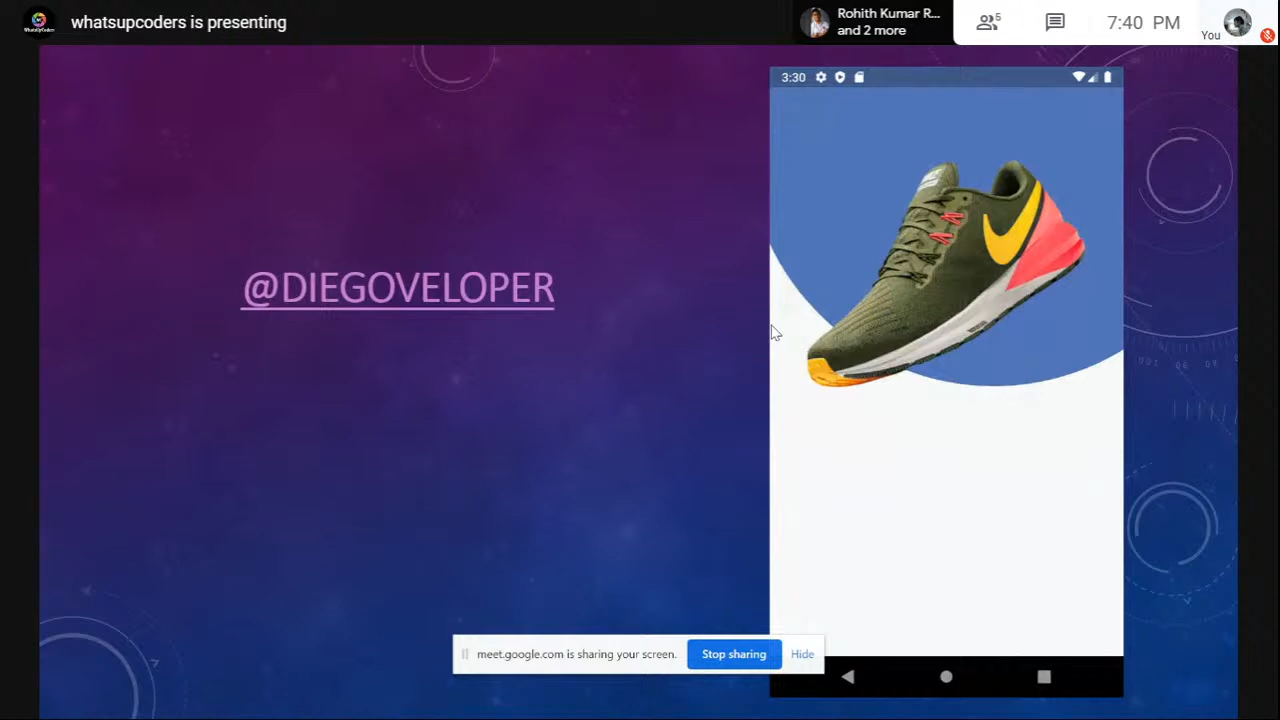 whatsupcoders is presenting
Rohith Kumar R...
and 2 more
5
7:40 PM
You
3:30
@DIEGOVELOPER
meet.google.com is sharing your screen.
Stop sharing
Hide